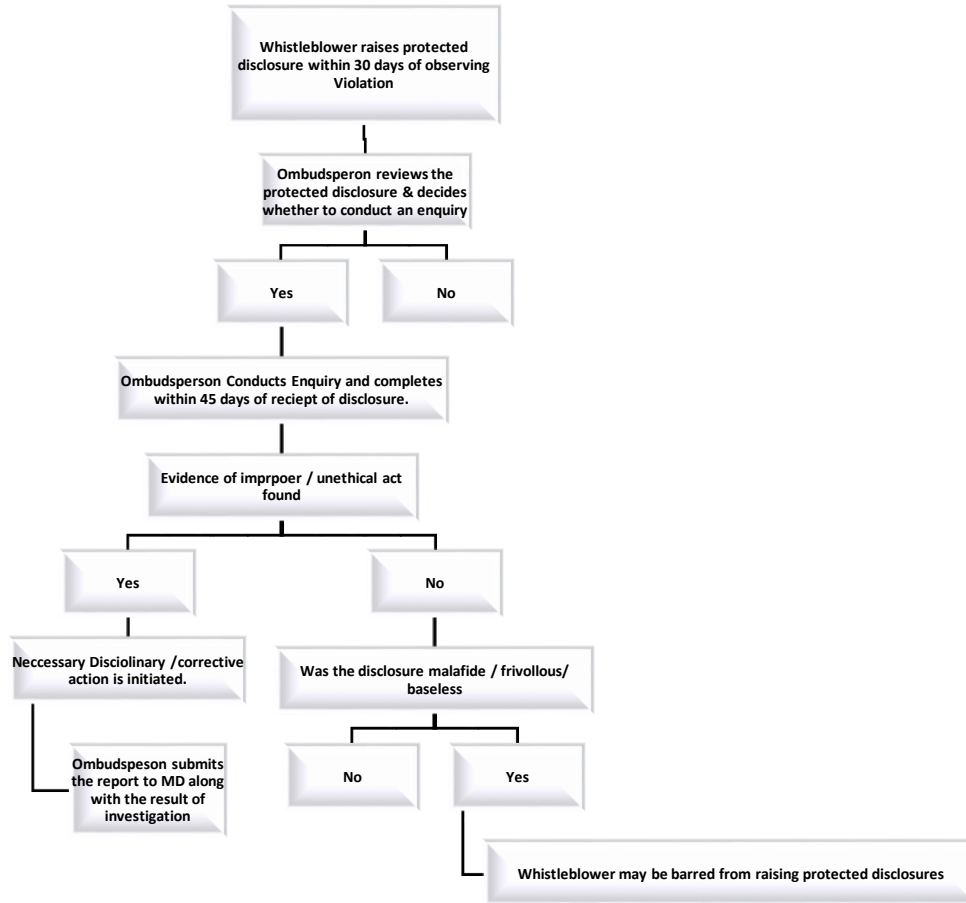 Whistleblower raises protected
disclosure within 30 days of observing
Violation
Ombudsperon reviews the
protected disclosure & decides
whether to conduct an enquiry
Yes
No
Ombudsperson Conducts Enquiry and completes
within 45 days of reciept of disclosure.
Evidence of imprpoer / unethical act
found
Yes
No
Neccessary Disciolinary /corrective
action is initiated.
Was the disclosure malafide / frivollous/
baseless
Ombudspeson submits
the report to MD along
with the result of
investigation
No
Yes
Whistleblower may be barred from raising protected disclosures